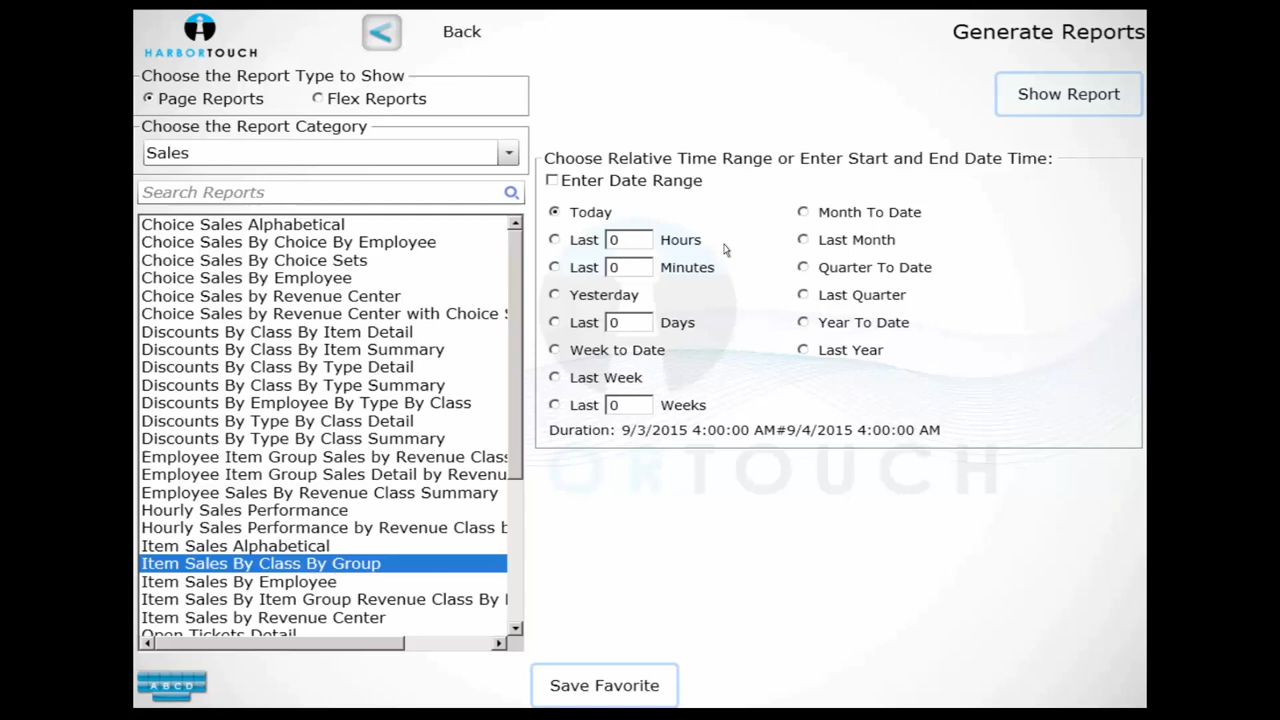 HARBORTOUCH
Back
Generate Reports
Choose the Report Type to Show
Page Reports
Flex Reports
Show Report
Choose the Report Category
Sales
Search Reports
Choice Sales Alphabetical
Choice Sales By Choice By Employee
Choice Sales By Choice Sets
Choice Sales By Employee
Choice Sales by Revenue Center
Choice Sales by Revenue Center with Choice
Discounts By Class By Item Detail
Discounts By Class By Item Summary
Discounts By Class By Type Detail
Discounts By Class By Type Summary
Discounts By Employee By Type By Class
Discounts By Type By Class Detail
Discounts By Type By Class Summary
Employee Item Group Sales by Revenue Clas
Employee Item Group Sales Detail by Revenu
Employee Sales By Revenue Class Summary
Hourly Sales Performance
Hourly Sales Performance by Revenue Class b
Item Sales Alphabetical
Item Sales By Class By Group
Item Sales By Employee
Item Sales By Item Group Revenue Class By
Item Sales by Revenue Center
Open Tickets Detail
Choose Relative Time Range or Enter Start and End Date Time:
Enter Date Range
Today
Last 0 Hours
Last 0 Minutes
Yesterday
Last 0 Days
Week to Date
Last Week
Last 0 Weeks
Month To Date
Last Month
Quarter To Date
Last Quarter
Year To Date
Last Year
Duration: 9/3/2015 4:00:00 AM#9/4/2015 4:00:00 AM
ORTOUCH
ABCD
Save Favorite